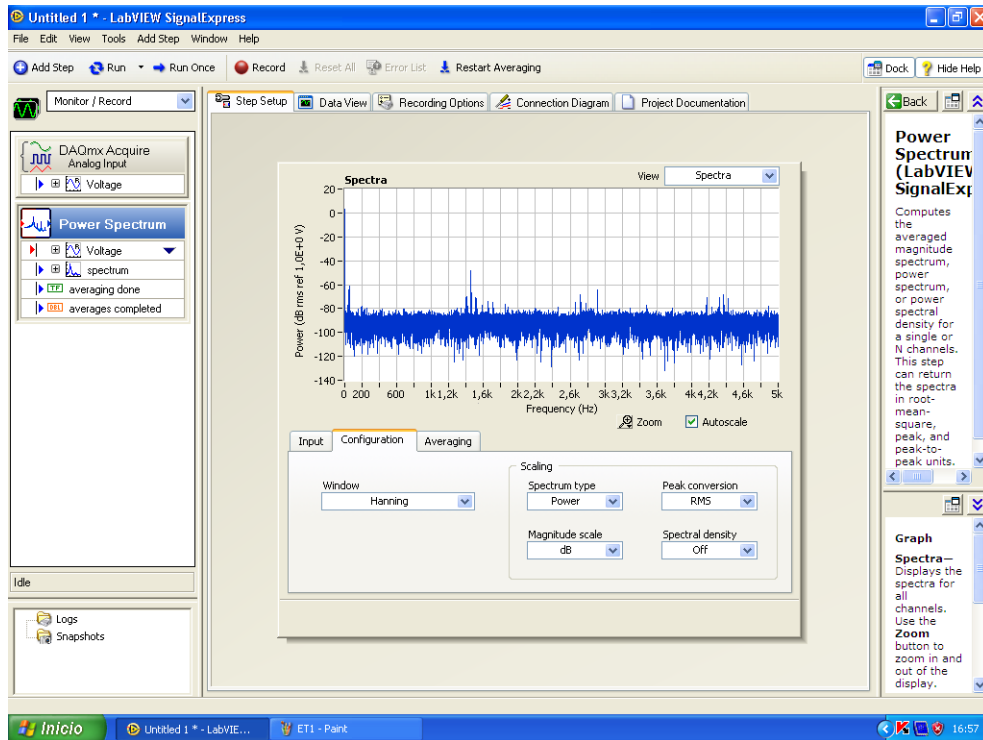 Untitled 1 * - LabVIEW SignalExpress
File Edit View Tools Add Step Window Help
Add Step Run Run Once Record Reset All Error List Restart Averaging Dock Hide Help
Monitor / Record
Step Setup Data View Recording Options Connection Diagram Project Documentation
Back
DAQmx Acquire
Analog Input
Voltage
Power Spectrum
Voltage
spectrum
TF averaging done
DBL averages completed
Idle
Logs
Snapshots
Spectra
View Spectra
Power (dB rms ref 1,0E+0 V)
20
0
-20
-40
-60
-80
-100
-120
-140
0 200 600 1k1,2k 1,6k 2k2,2k 2,6k 3k3,2k 3,6k 4k4,2k 4,6k 5k
Frequency (Hz)
Zoom Autoscale
Input Configuration Averaging
Window
Hanning
Scaling
Spectrum type Peak conversion
Power RMS
Magnitude scale Spectral density
dB Off
Power
Spectrum
(LabVIEW
SignalEx
Computes
the
averaged
magnitude
spectrum,
power
spectrum,
or power
spectral
density for
a single or
N channels.
This step
can return
the spectra
in root-
mean-
square,
peak, and
peak-to-
peak units.
Graph
Spectra—
Displays the
spectra for
all
channels.
Use the
Zoom
button to
zoom in and
out of the
display.
Inicio Untitled 1 * - LabVIE... ET1 - Paint 16:57